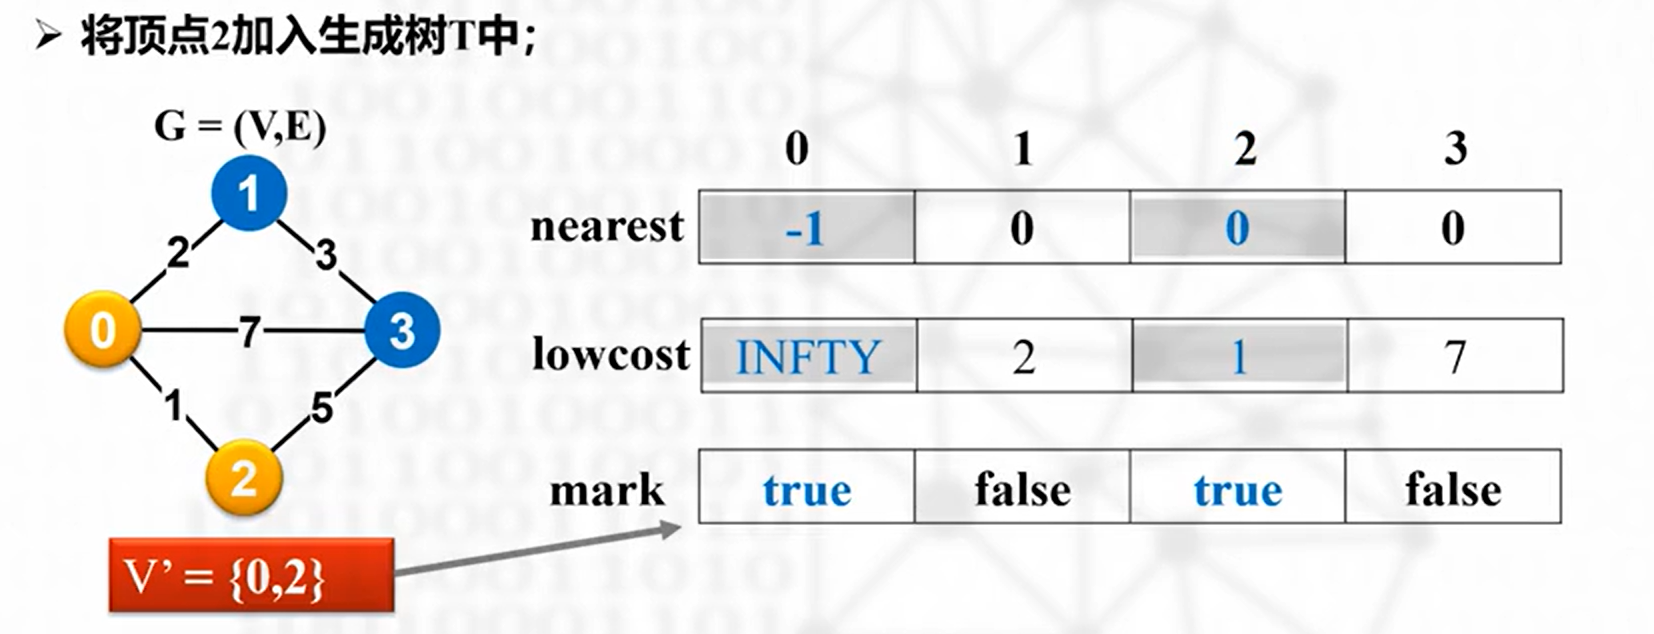 ➢ 将顶点2加入生成树T中；
G = (V,E)
1
2 3
0 7 3
1 5
2
V’ = {0,2}
0 1 2 3
nearest -1 0 0 0
lowcost INFTY 2 1 7
mark true false true false